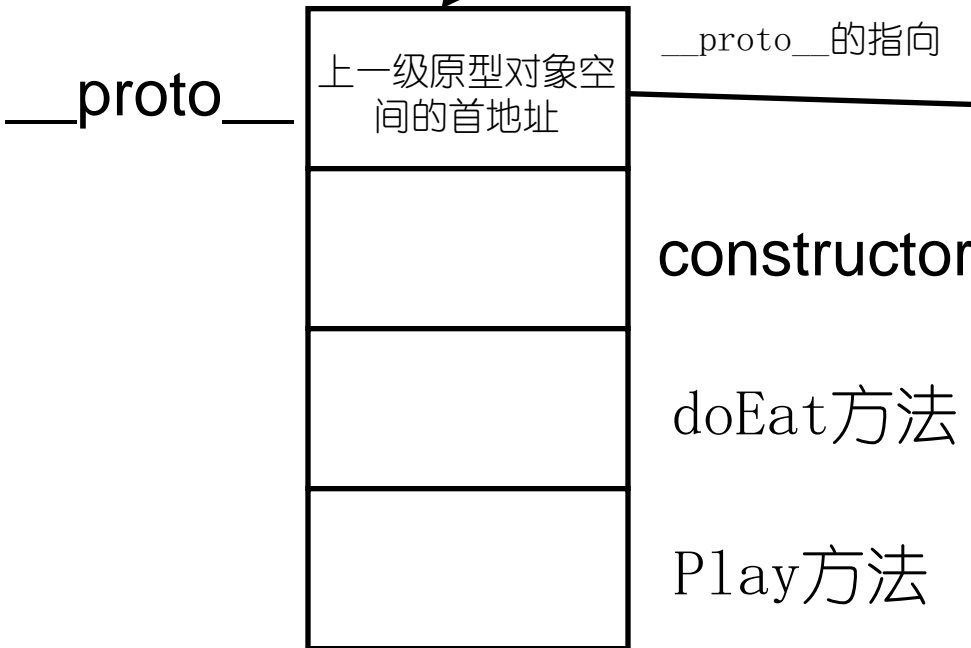 __proto__的指向
__proto__
上一级原型对象空
间的首地址
constructor
doEat方法
Play方法